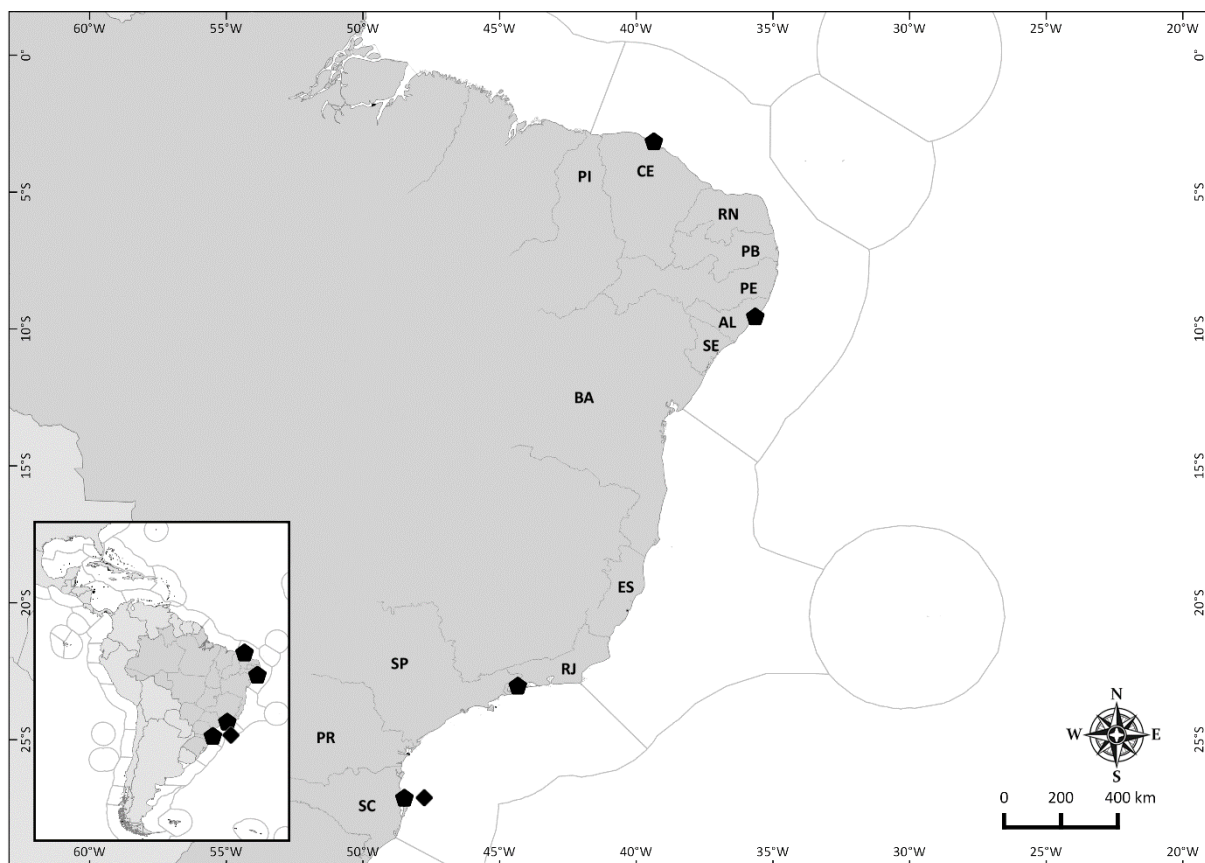 60°W 55°W 50°W 45°W 40°W 35°W 30°W 25°W 20°W
0° 0°
PI CE
5°S 5°S
RN
PB
PE
10°S AL 10°S
SE
BA
15°S 15°S
20°S ES 20°S
SP RJ
25°S PR 25°S
N
W E
S
SC
0 200 400 km
60°W 55°W 50°W 45°W 40°W 35°W 30°W 25°W 20°W